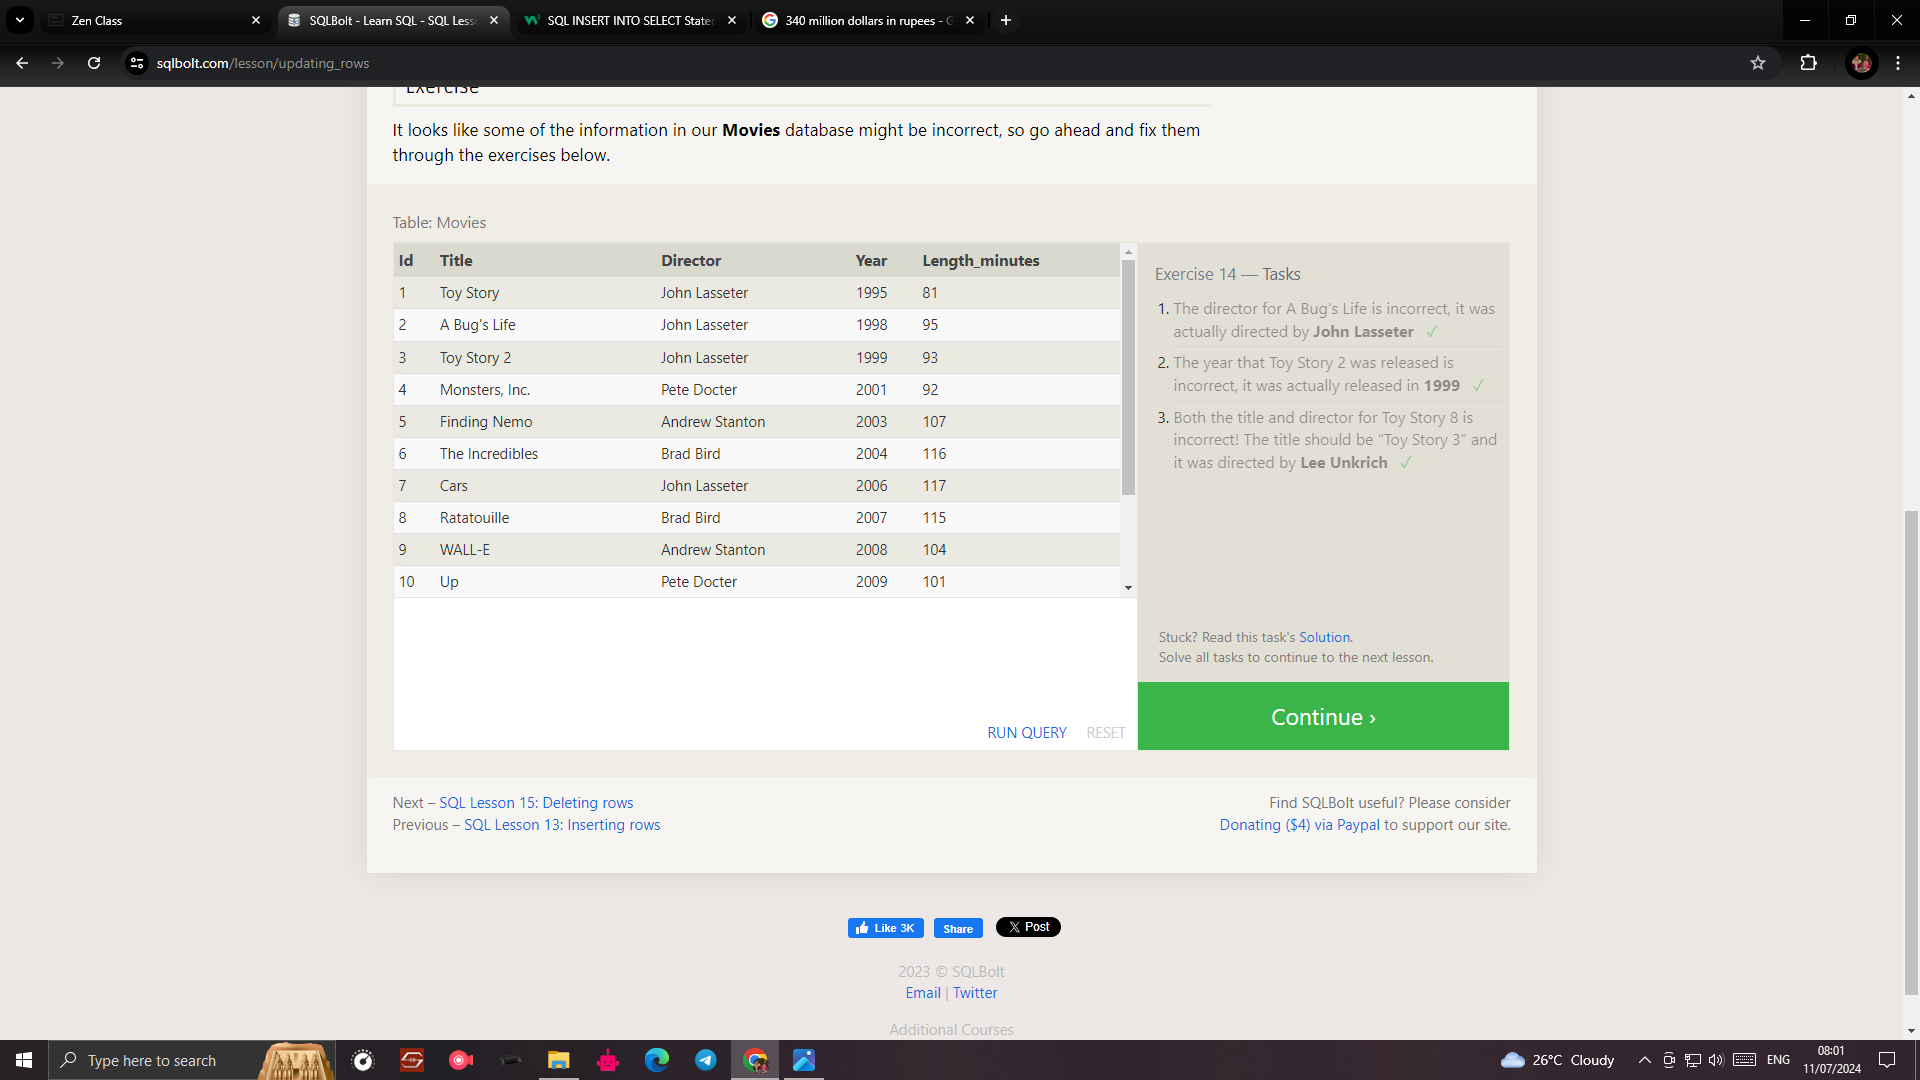 Zen Class
SQLBolt - Learn SQL - SQL Less
SQL INSERT INTO SELECT Stater
340 million dollars in rupees - G
sqlbolt.com/lesson/updating_rows
Exercise
It looks like some of the information in our Movies database might be incorrect, so go ahead and fix them
through the exercises below.
Table: Movies
Id Title Director Year Length_minutes
1 Toy Story John Lasseter 1995 81
2 A Bug's Life John Lasseter 1998 95
3 Toy Story 2 John Lasseter 1999 93
4 Monsters, Inc. Pete Docter 2001 92
5 Finding Nemo Andrew Stanton 2003 107
6 The Incredibles Brad Bird 2004 116
7 Cars John Lasseter 2006 117
8 Ratatouille Brad Bird 2007 115
9 WALL-E Andrew Stanton 2008 104
10 Up Pete Docter 2009 101
RUN QUERY RESET
Exercise 14 — Tasks
1. The director for A Bug's Life is incorrect, it was
actually directed by John Lasseter ✓
2. The year that Toy Story 2 was released is
incorrect, it was actually released in 1999 ✓
3. Both the title and director for Toy Story 8 is
incorrect! The title should be "Toy Story 3" and
it was directed by Lee Unkrich ✓
Stuck? Read this task's Solution.
Solve all tasks to continue to the next lesson.
Continue ›
Next – SQL Lesson 15: Deleting rows
Previous – SQL Lesson 13: Inserting rows
Find SQLBolt useful? Please consider
Donating ($4) via Paypal to support our site.
Like 3K
Share
Post
2023 © SQLBolt
Email | Twitter
Additional Courses
Type here to search
26°C Cloudy
ENG
08:01
11/07/2024